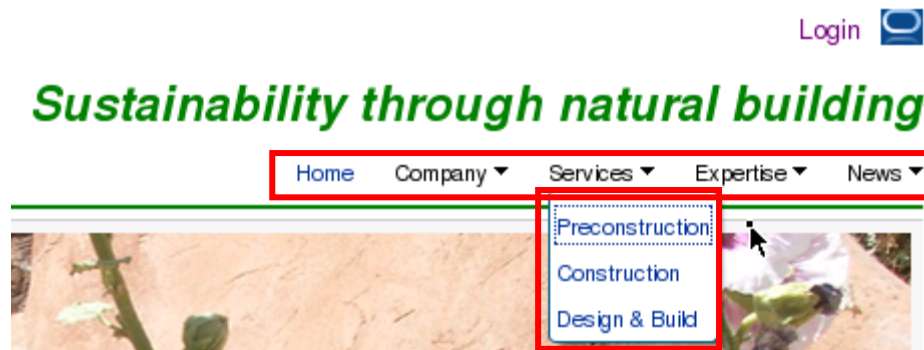 Login
Sustainability through natural building
Home Company Services Expertise News
Preconstruction
Construction
Design & Build